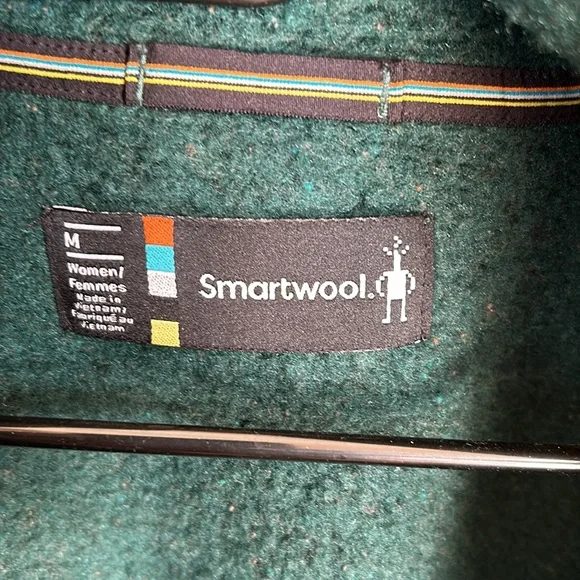 M
Women/
Femmes
Made in
Vietnam/
Fabriqué au
Vietnam
Smartwool.